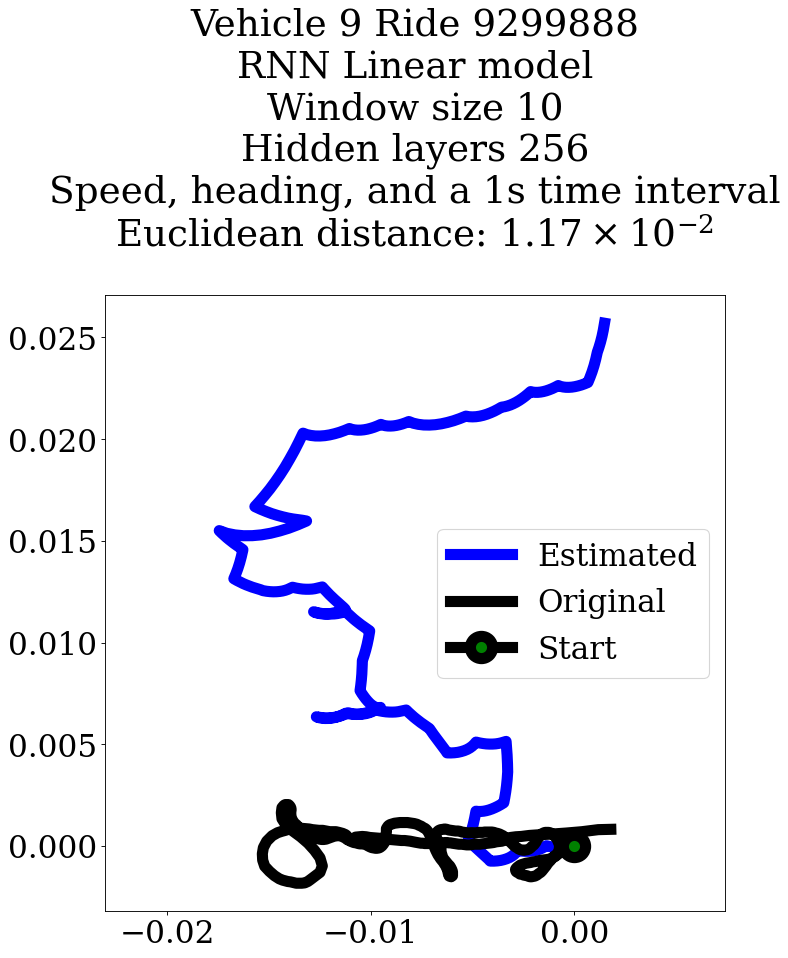 Vehicle 9 Ride 9299888
RNN Linear model
Window size 10
Hidden layers 256
Speed, heading, and a 1s time interval
Euclidean distance: 1.17 × 10⁻²
0.025
0.020
0.015
0.010
0.005
0.000
Estimated
Original
Start
−0.02 −0.01 0.00